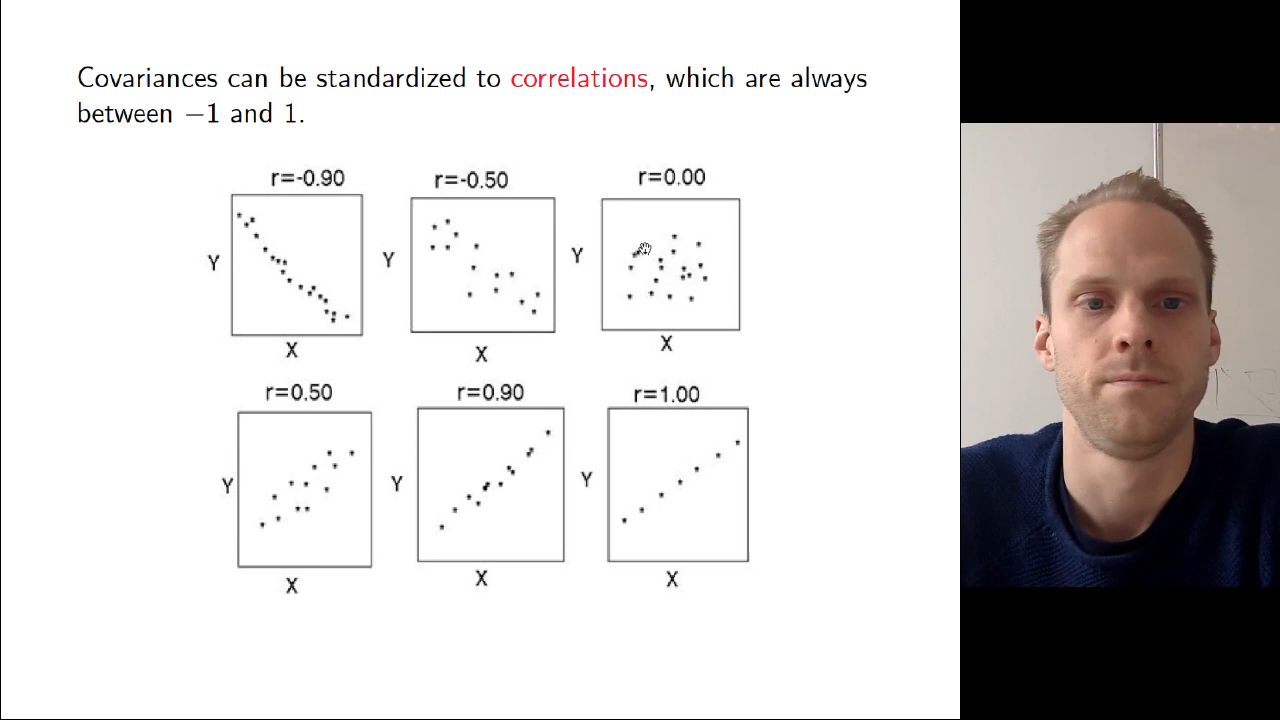 Covariances can be standardized to correlations, which are always
between −1 and 1.
r=-0.90 r=-0.50 r=0.00
Y Y Y
X X X
r=0.50 r=0.90 r=1.00
Y Y Y
X X X